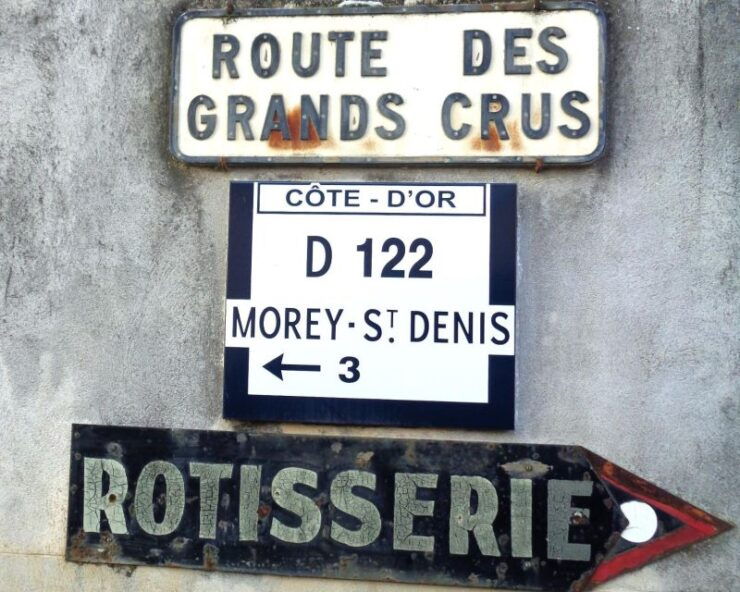 ROUTE DES
GRANDS CRUS
CÔTE - D'OR
D 122
MOREY-ST DENIS
← 3
ROTISSERIE